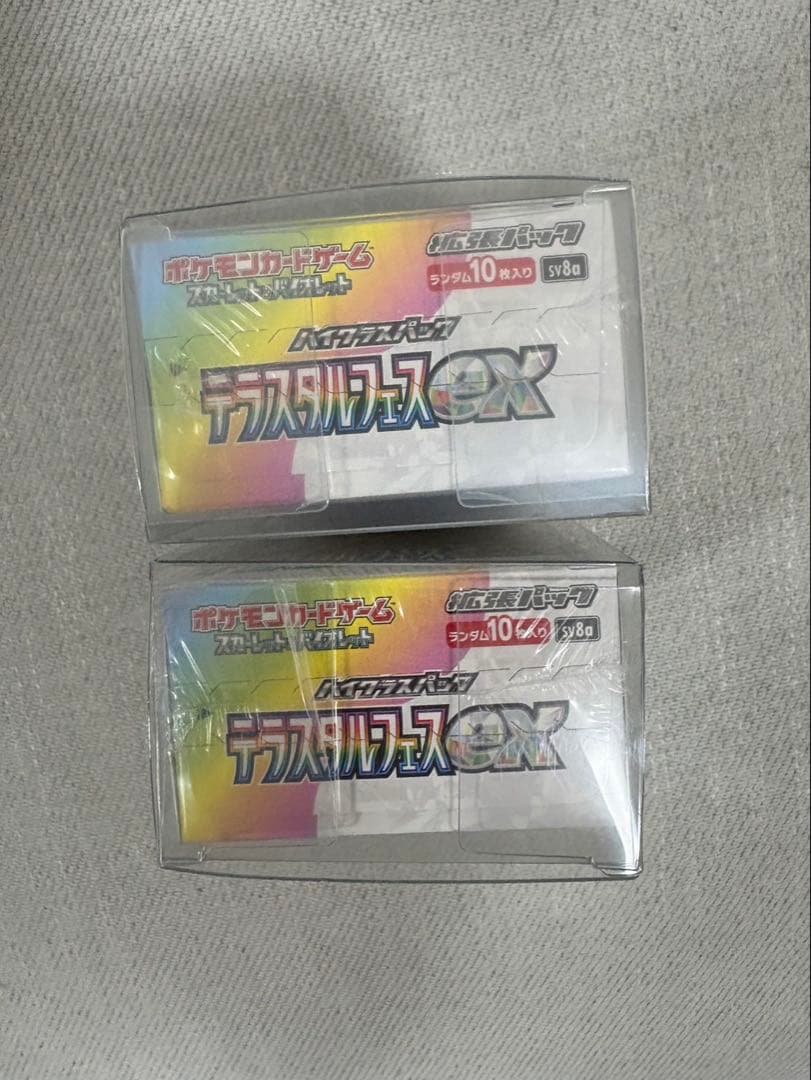 ポケモンカードゲーム
スカーレット&バイオレット
拡張パック
ランダム10枚入り
sv8a
ハイクラスパック
テラスタルフェスex
ポケモンカードゲーム
スカーレット&バイオレット
拡張パック
ランダム10枚入り
sv8a
ハイクラスパック
テラスタルフェスex